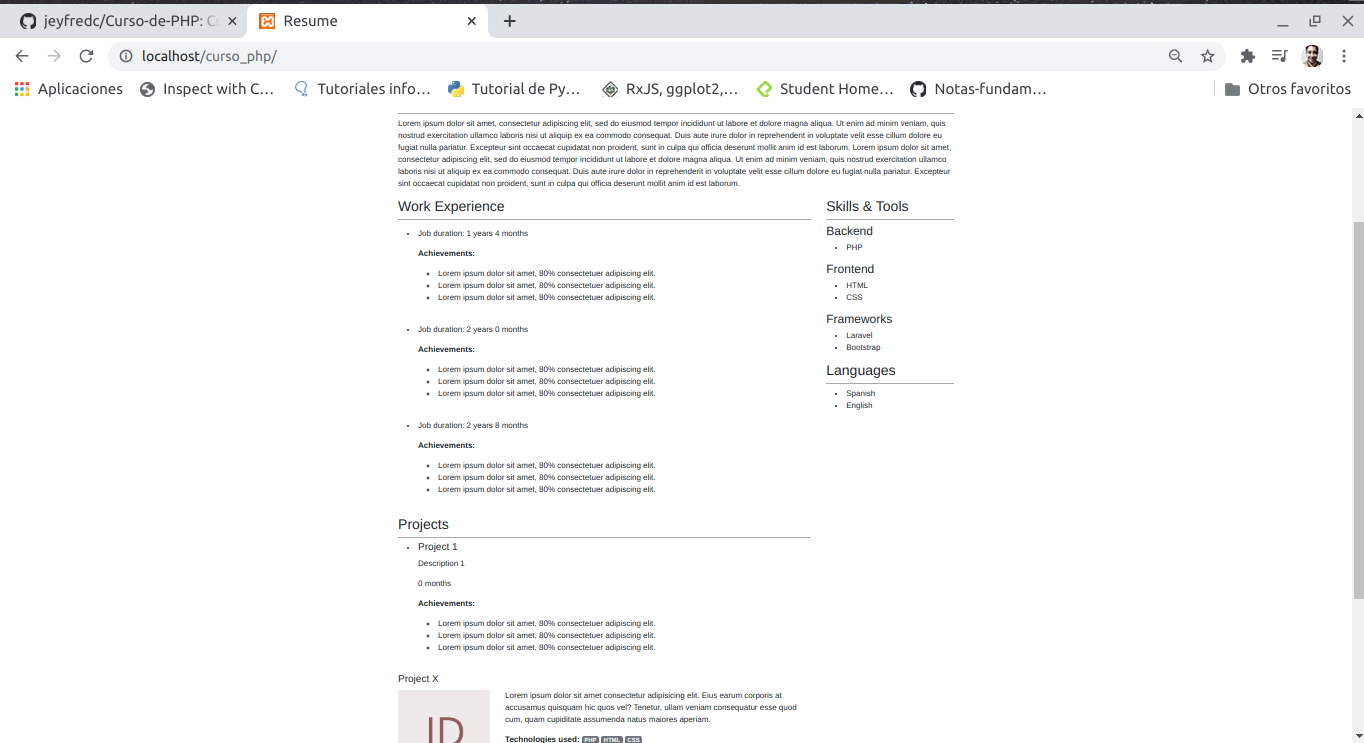 jeyfredc/Curso-de-PHP: C
Resume
localhost/curso_php/
Aplicaciones
Inspect with C...
Tutoriales info...
Tutorial de Py...
RxJS, ggplot2,...
Student Home...
Notas-fundam...
Otros favoritos
Lorem ipsum dolor sit amet, consectetur adipiscing elit, sed do eiusmod tempor incididunt ut labore et dolore magna aliqua. Ut enim ad minim veniam, quis
nostrud exercitation ullamco laboris nisi ut aliquip ex ea commodo consequat. Duis aute irure dolor in reprehenderit in voluptate velit esse cillum dolore eu
fugiat nulla pariatur. Excepteur sint occaecat cupidatat non proident, sunt in culpa qui officia deserunt mollit anim id est laborum. Lorem ipsum dolor sit amet,
consectetur adipiscing elit, sed do eiusmod tempor incididunt ut labore et dolore magna aliqua. Ut enim ad minim veniam, quis nostrud exercitation ullamco
laboris nisi ut aliquip ex ea commodo consequat. Duis aute irure dolor in reprehenderit in voluptate velit esse cillum dolore eu fugiat nulla pariatur. Excepteur
sint occaecat cupidatat non proident, sunt in culpa qui officia deserunt mollit anim id est laborum.
Work Experience
Job duration: 1 years 4 months
Achievements:
Lorem ipsum dolor sit amet, 80% consectetuer adipiscing elit.
Lorem ipsum dolor sit amet, 80% consectetuer adipiscing elit.
Lorem ipsum dolor sit amet, 80% consectetuer adipiscing elit.
Job duration: 2 years 0 months
Achievements:
Lorem ipsum dolor sit amet, 80% consectetuer adipiscing elit.
Lorem ipsum dolor sit amet, 80% consectetuer adipiscing elit.
Lorem ipsum dolor sit amet, 80% consectetuer adipiscing elit.
Job duration: 2 years 8 months
Achievements:
Lorem ipsum dolor sit amet, 80% consectetuer adipiscing elit.
Lorem ipsum dolor sit amet, 80% consectetuer adipiscing elit.
Lorem ipsum dolor sit amet, 80% consectetuer adipiscing elit.
Projects
Project 1
Description 1
0 months
Achievements:
Lorem ipsum dolor sit amet, 80% consectetuer adipiscing elit.
Lorem ipsum dolor sit amet, 80% consectetuer adipiscing elit.
Lorem ipsum dolor sit amet, 80% consectetuer adipiscing elit.
Project X
ID
Lorem ipsum dolor sit amet consectetur adipisicing elit. Eius earum corporis at
accusamus quisquam hic quos vel? Tenetur, ullam veniam consequatur esse quod
cum, quam cupiditate assumenda natus maiores aperiam.
Technologies used: PHP HTML CSS
Skills & Tools
Backend
PHP
Frontend
HTML
CSS
Frameworks
Laravel
Bootstrap
Languages
Spanish
English